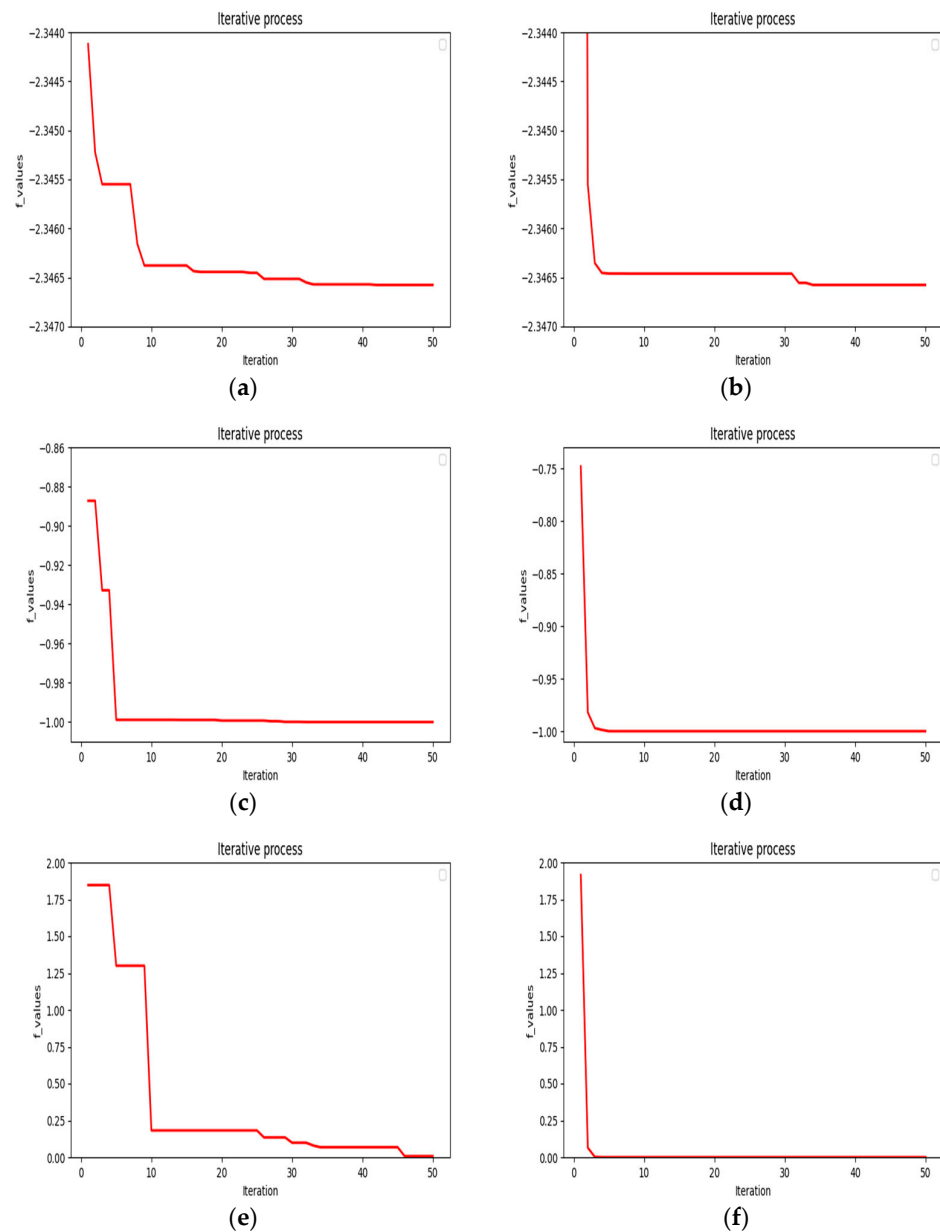 Iterative process
−2.3440
−2.3445
−2.3450
−2.3455
−2.3460
−2.3465
−2.3470
f_values
0 10 20 30 40 50
Iteration
(a)
Iterative process
−2.3440
−2.3445
−2.3450
−2.3455
−2.3460
−2.3465
−2.3470
f_values
0 10 20 30 40 50
Iteration
(b)
Iterative process
−0.86
−0.88
−0.90
−0.92
−0.94
−0.96
−0.98
−1.00
f_values
0 10 20 30 40 50
Iteration
(c)
Iterative process
−0.75
−0.80
−0.85
−0.90
−0.95
−1.00
f_values
0 10 20 30 40 50
Iteration
(d)
Iterative process
2.00
1.75
1.50
1.25
1.00
0.75
0.50
0.25
0.00
f_values
0 10 20 30 40 50
Iteration
(e)
Iterative process
2.00
1.75
1.50
1.25
1.00
0.75
0.50
0.25
0.00
f_values
0 10 20 30 40 50
Iteration
(f)